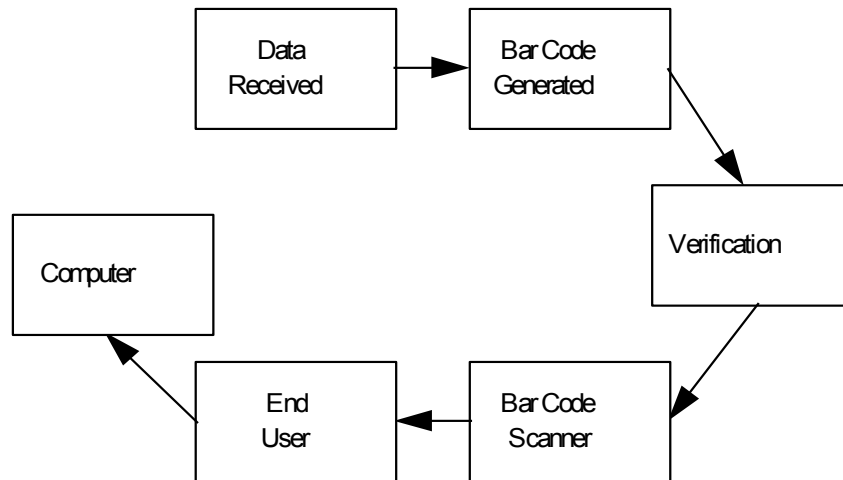 Data
Received
Bar Code
Generated
Verification
Computer
End
User
Bar Code
Scanner